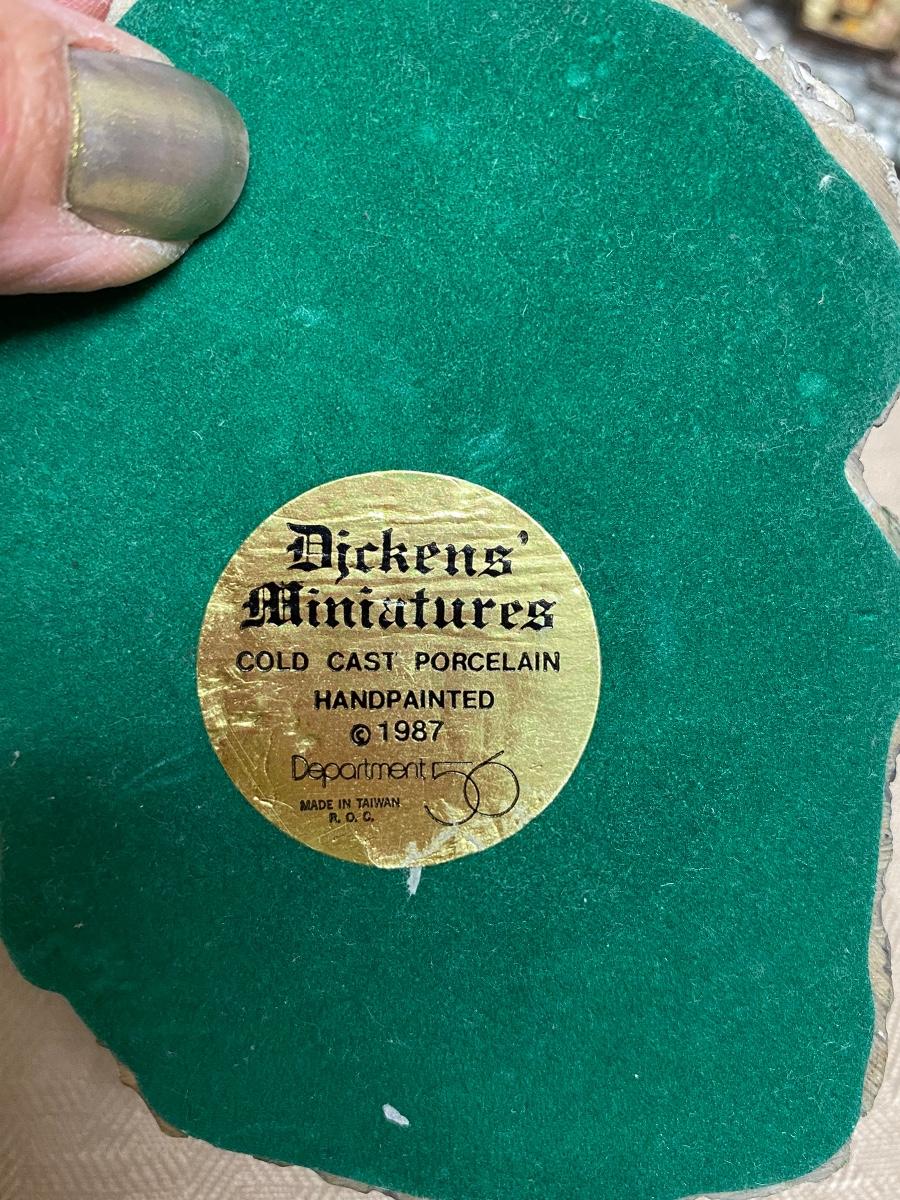 Dickens'
Miniatures
COLD CAST PORCELAIN
HANDPAINTED
© 1987
Department 56
MADE IN TAIWAN
R. O. C.